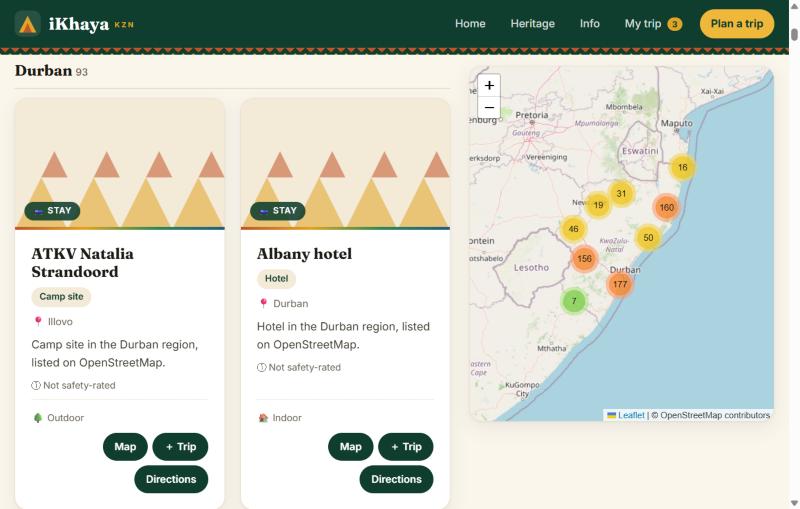 iKhaya KZN
Home Heritage Info My trip 3 Plan a trip
Durban 93
STAY
ATKV Natalia
Strandoord
Camp site
Illovo
Camp site in the Durban region,
listed on OpenStreetMap.
Not safety-rated
Outdoor
Map + Trip
Directions
STAY
Albany hotel
Hotel
Durban
Hotel in the Durban region, listed
on OpenStreetMap.
Not safety-rated
Indoor
Map + Trip
Directions
+
−
Xai-Xai
Mbombela
Pretoria
Mpumalanga
Maputo
Gauteng
Eswatini
Vereeniging
16
31
19
160
46
50
KwaZulu-
Natal
156
Lesotho
Durban
177
7
Mthatha
KuGompo
City
Leaflet | © OpenStreetMap contributors